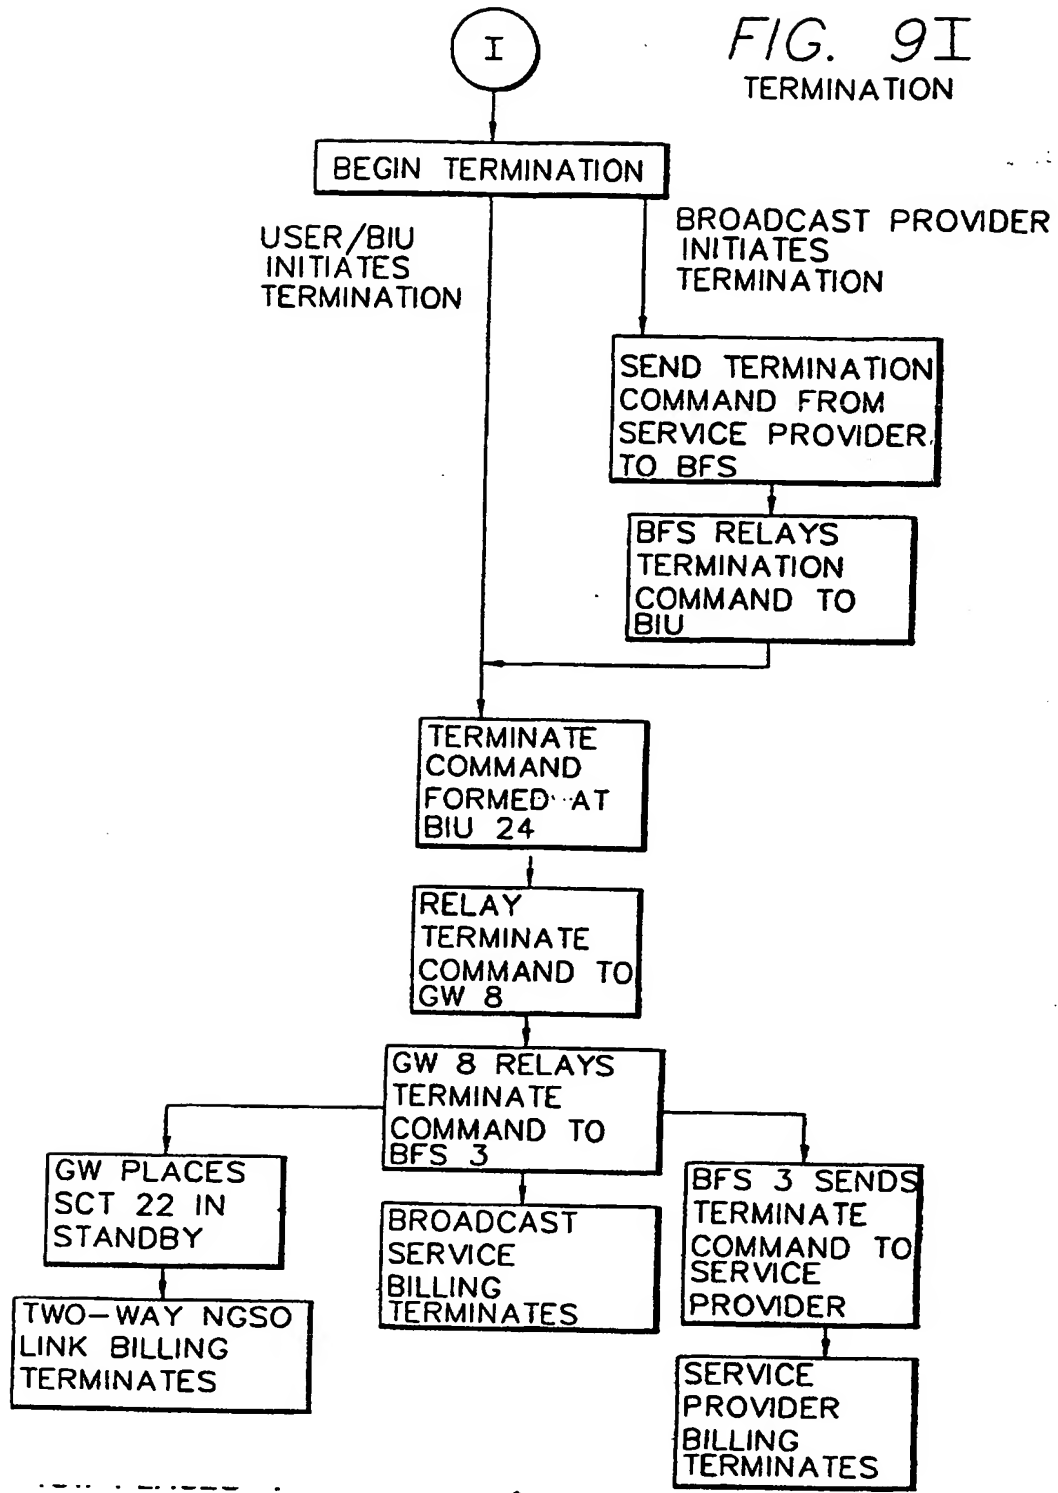 I
FIG. 9I
TERMINATION
BEGIN TERMINATION
USER/BIU
INITIATES
TERMINATION
BROADCAST PROVIDER
INITIATES
TERMINATION
SEND TERMINATION
COMMAND FROM
SERVICE PROVIDER
TO BFS
BFS RELAYS
TERMINATION
COMMAND TO
BIU
TERMINATE
COMMAND
FORMED AT
BIU 24
RELAY
TERMINATE
COMMAND TO
GW 8
GW 8 RELAYS
TERMINATE
COMMAND TO
BFS 3
GW PLACES
SCT 22 IN
STANDBY
TWO-WAY NGSO
LINK BILLING
TERMINATES
BROADCAST
SERVICE
BILLING
TERMINATES
BFS 3 SENDS
TERMINATE
COMMAND TO
SERVICE
PROVIDER
SERVICE
PROVIDER
BILLING
TERMINATES